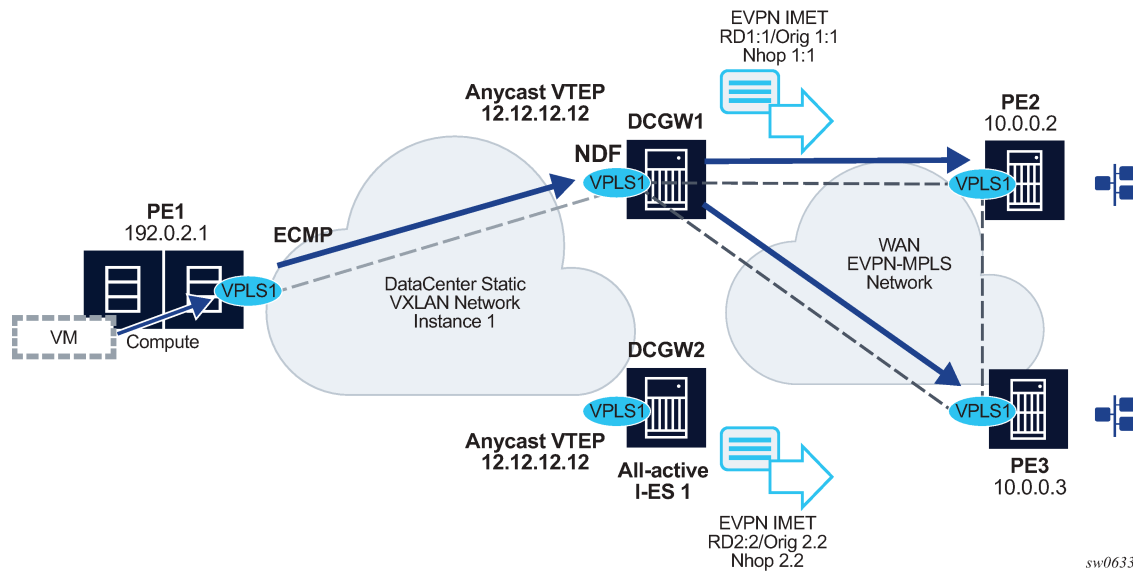 EVPN IMET
RD1:1/Orig 1:1
Nhop 1:1
Anycast VTEP
12.12.12.12
DCGW1
PE2
10.0.0.2
NDF
VPLS1
VPLS1
PE1
192.0.2.1
ECMP
WAN
EVPN-MPLS
Network
VPLS1
DataCenter Static
VXLAN Network
Instance 1
VM
Compute
DCGW2
VPLS1
VPLS1
Anycast VTEP
12.12.12.12
All-active
I-ES 1
PE3
10.0.0.3
EVPN IMET
RD2:2/Orig 2.2
Nhop 2.2
sw0633